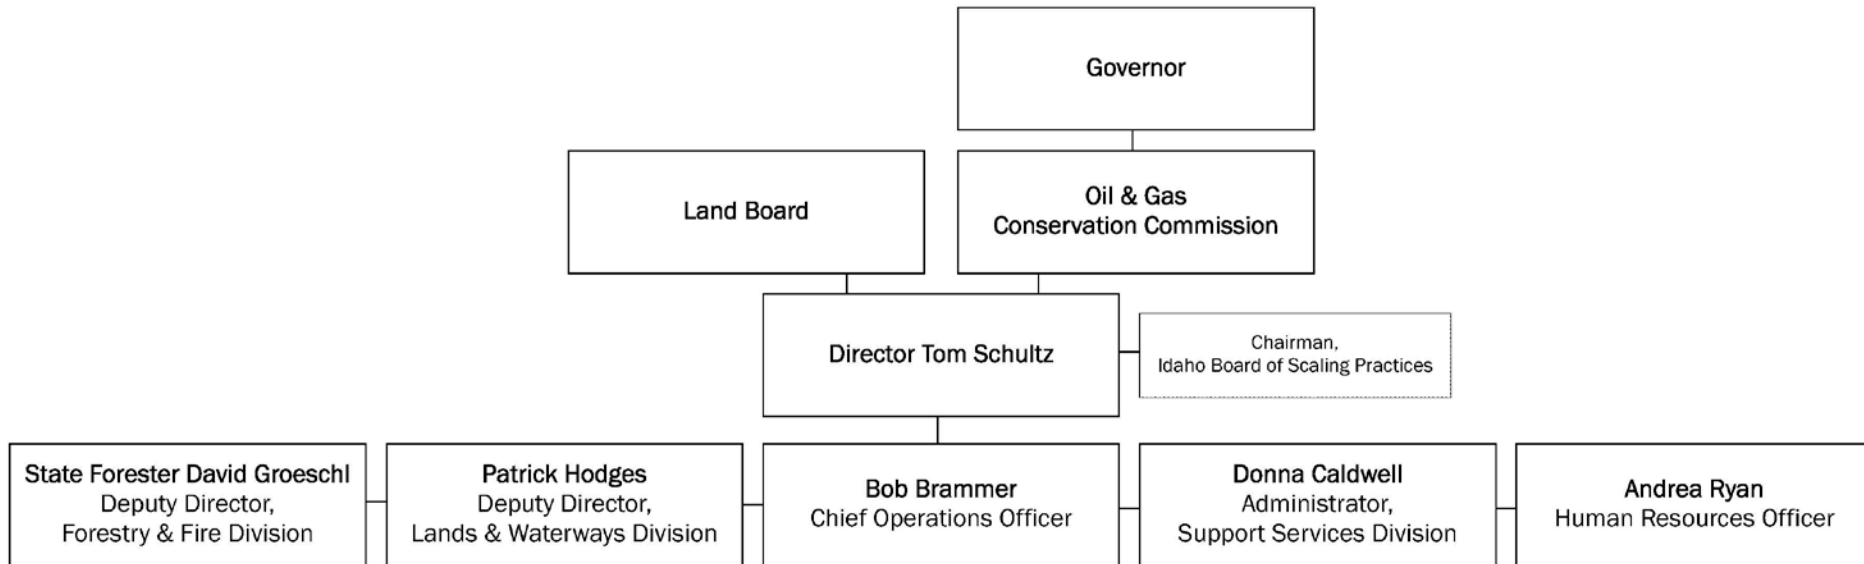 Governor
Land Board
Oil & Gas
Conservation Commission
Director Tom Schultz
Chairman,
Idaho Board of Scaling Practices
State Forester David Groeschl
Deputy Director,
Forestry & Fire Division
Patrick Hodges
Deputy Director,
Lands & Waterways Division
Bob Brammer
Chief Operations Officer
Donna Caldwell
Administrator,
Support Services Division
Andrea Ryan
Human Resources Officer